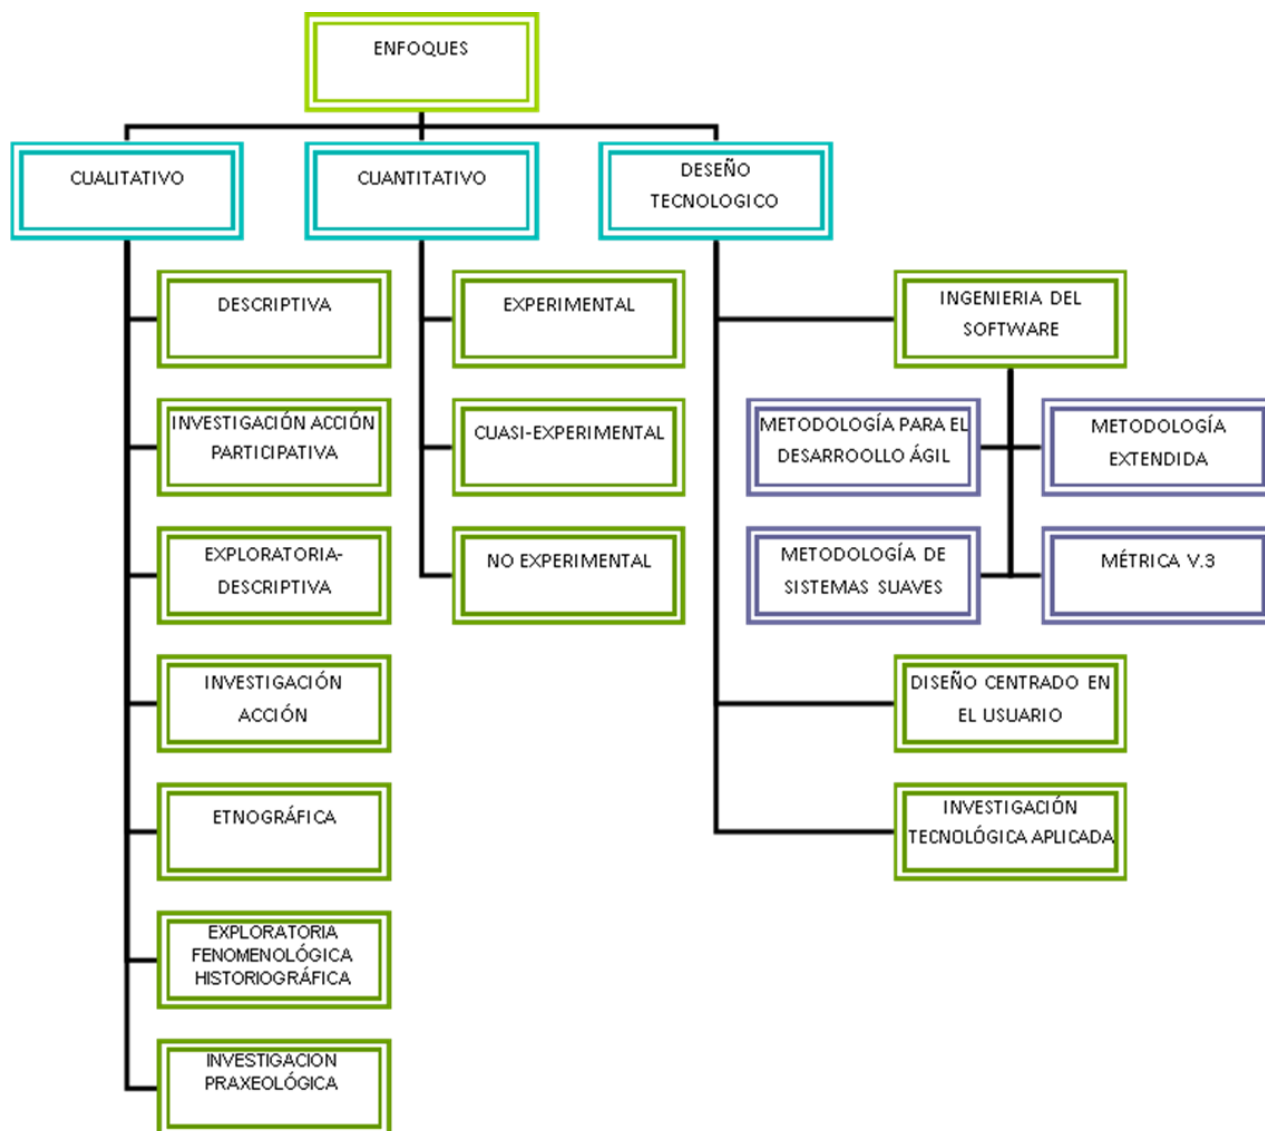 ENFOQUES
CUALITATIVO
CUANTITATIVO
DESEÑO
TECNOLOGICO
DESCRIPTIVA
INVESTIGACIÓN ACCIÓN
PARTICIPATIVA
EXPLORATORIA-
DESCRIPTIVA
INVESTIGACIÓN
ACCIÓN
ETNOGRÁFICA
EXPLORATORIA
FENOMENOLÓGICA
HISTORIOGRÁFICA
INVESTIGACION
PRAXEOLÓGICA
EXPERIMENTAL
CUASI-EXPERIMENTAL
NO EXPERIMENTAL
INGENIERIA DEL
SOFTWARE
METODOLOGÍA PARA EL
DESARROOLLO ÁGIL
METODOLOGÍA
EXTENDIDA
METODOLOGÍA DE
SISTEMAS SUAVES
MÉTRICA V.3
DISEÑO CENTRADO EN
EL USUARIO
INVESTIGACIÓN
TECNOLÓGICA APLICADA